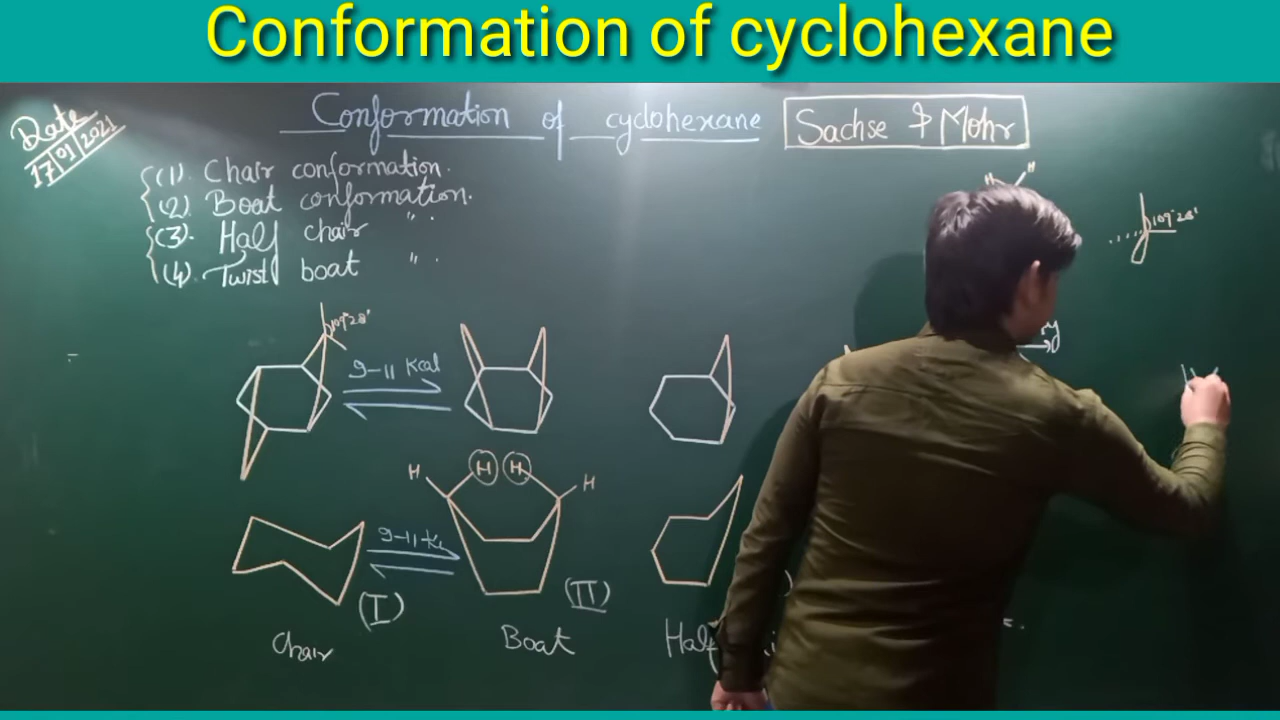 Conformation of cyclohexane
Conformation of cyclohexane
Sachse & Mohr
Date
17/01/2021
(1). Chair conformation.
(2). Boat conformation.
(3). Half chair " .
(4). Twist boat " .
H
H
109°28'
109°28'
9-11 Kcal
H
H
H
H
9-11 K
(I)
(II)
Chair
Boat
Half